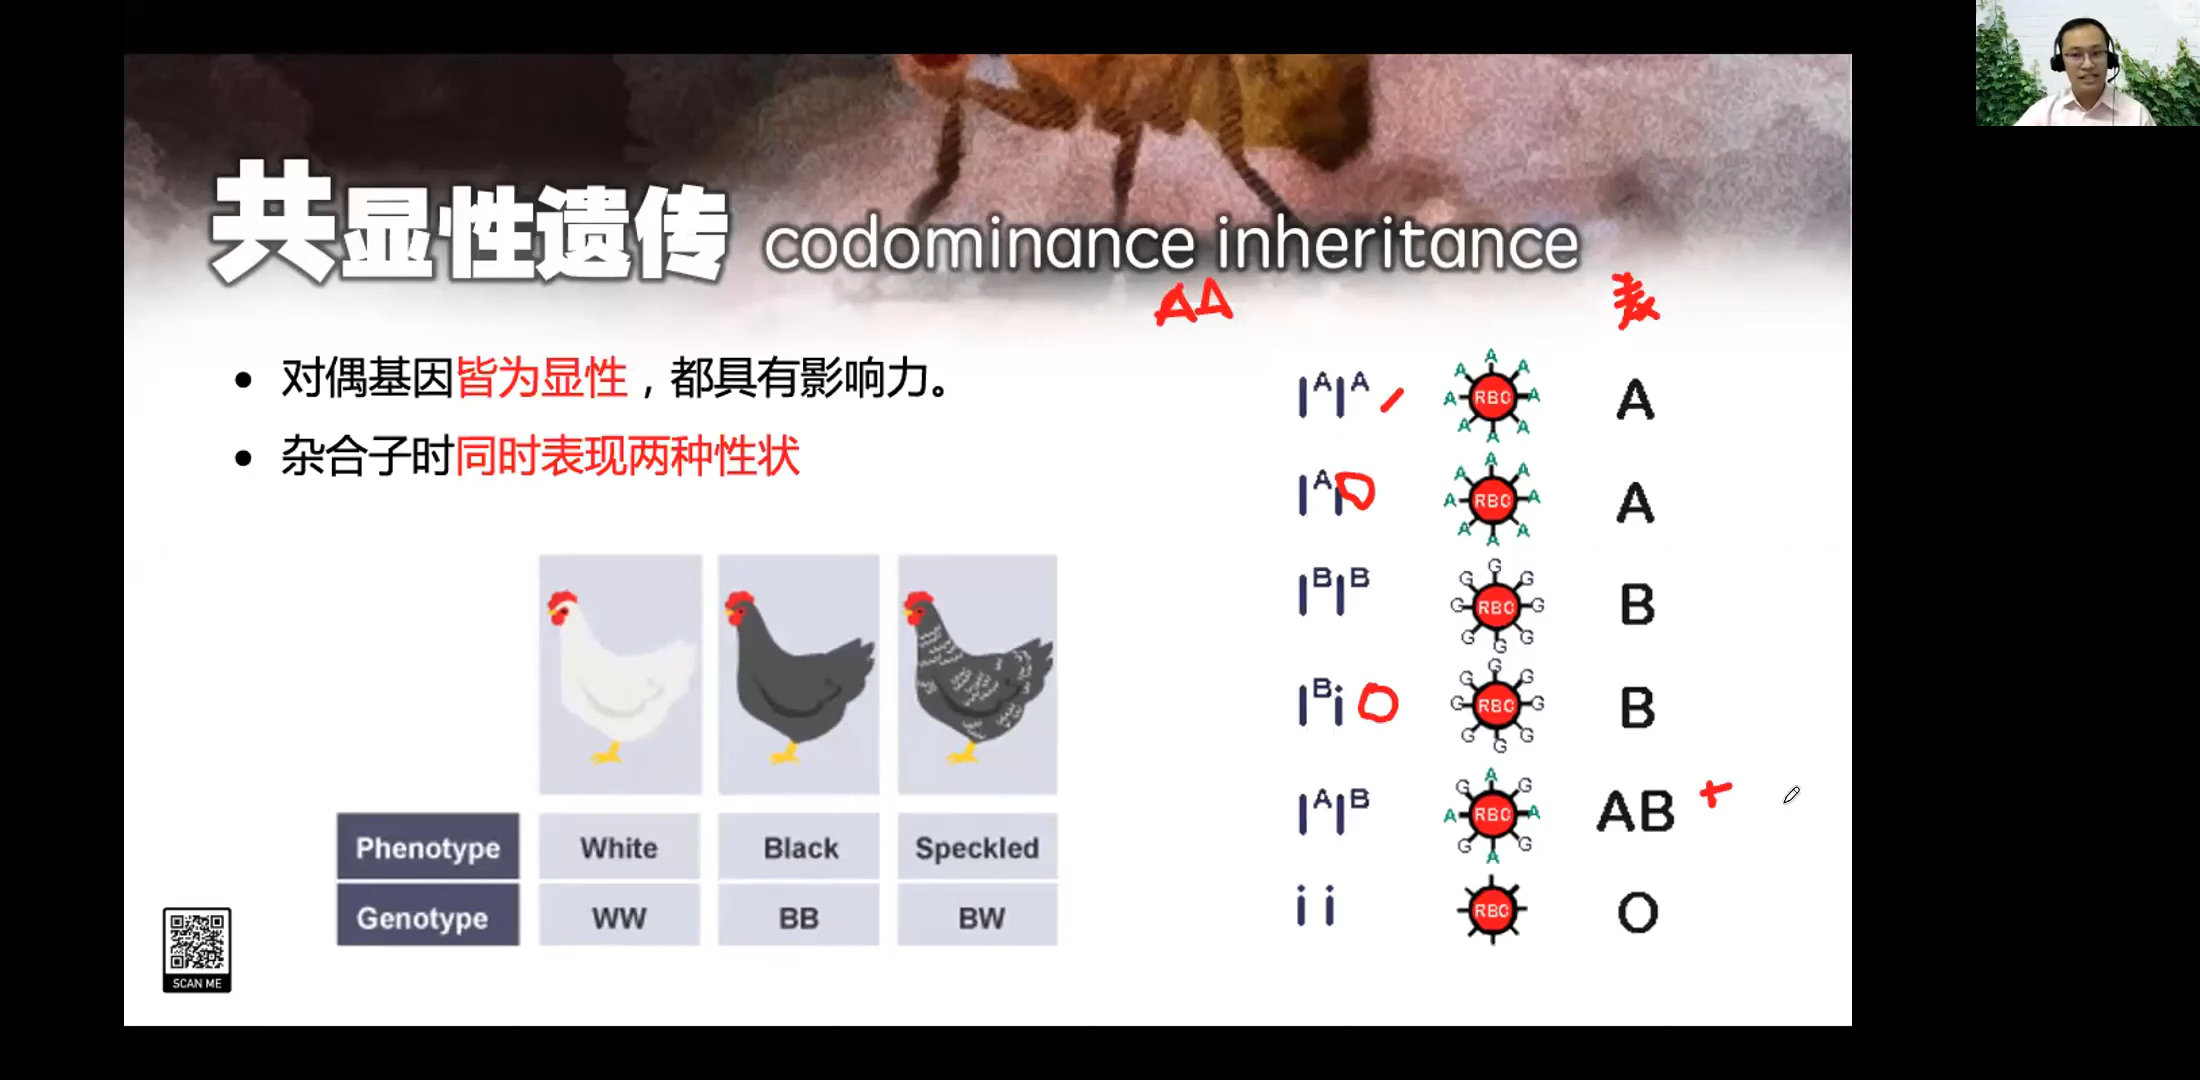 共显性遗传 codominance inheritance
AA
表
• 对偶基因皆为显性，都具有影响力。
• 杂合子时同时表现两种性状
Phenotype White Black Speckled
Genotype WW BB BW
SCAN ME
IᴬIᴬ A A A A A A A A RBC A
Iᴬi A A A A A A A A RBC A
IᴮIᴮ G G G G G G G G RBC B
Iᴮi G G G G G G G G RBC B
IᴬIᴮ A G A G A G A G RBC AB +
i i RBC O